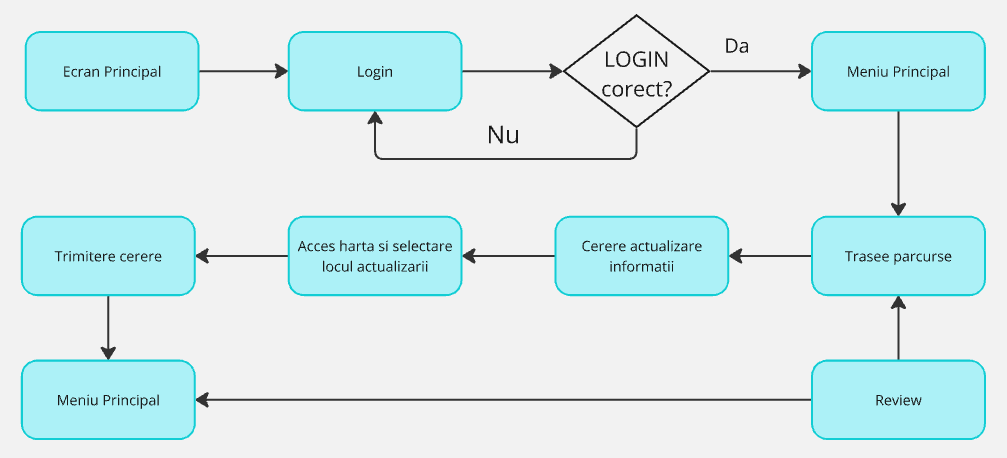 Ecran Principal
Login
LOGIN
corect?
Da
Meniu Principal
Nu
Trimitere cerere
Acces harta si selectare
locul actualizarii
Cerere actualizare
informatii
Trasee parcurse
Meniu Principal
Review